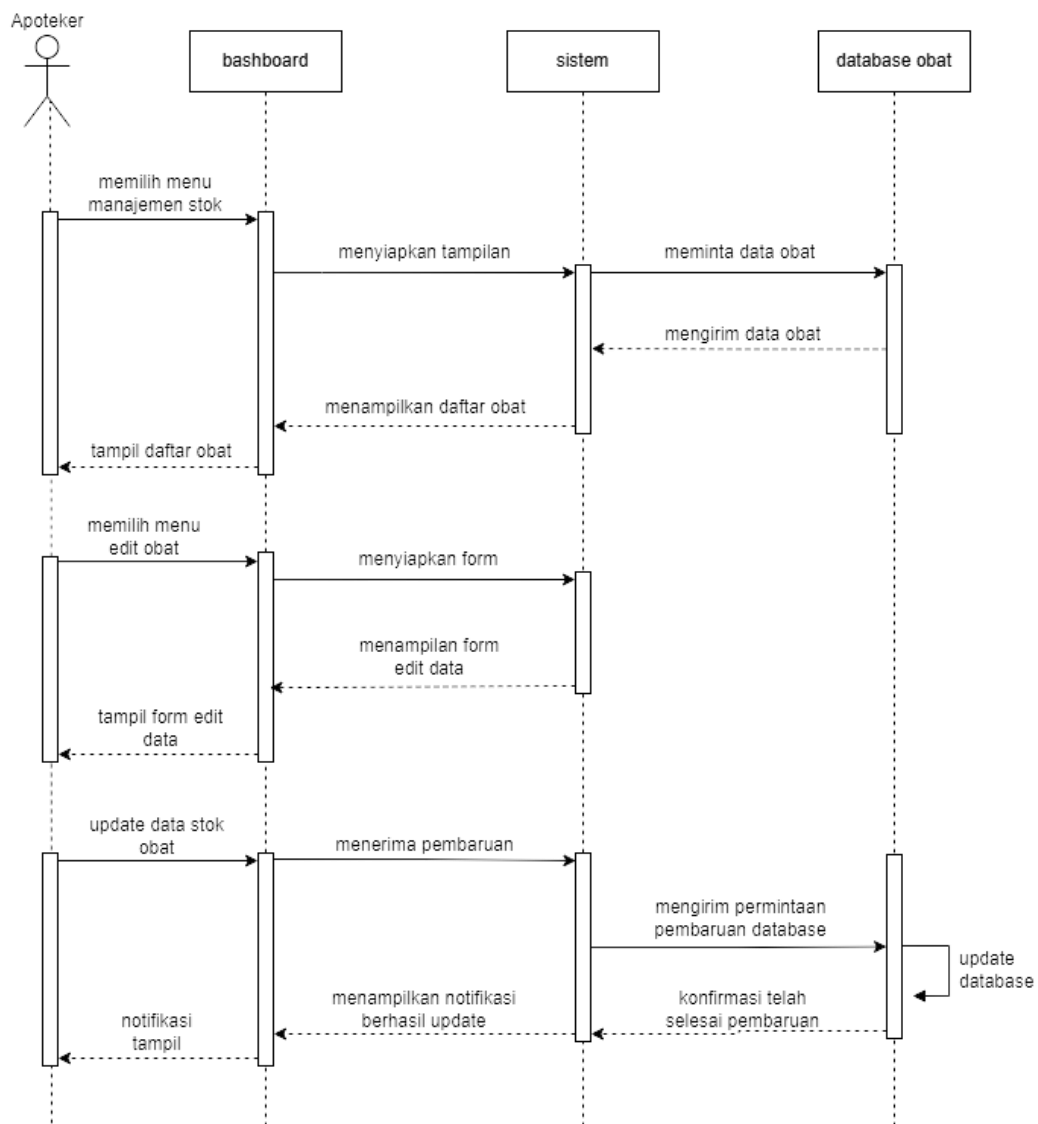 Apoteker
bashboard
sistem
database obat
memilih menu
manajemen stok
menyiapkan tampilan
meminta data obat
mengirim data obat
menampilkan daftar obat
tampil daftar obat
memilih menu
edit obat
menyiapkan form
menampilan form
edit data
tampil form edit
data
update data stok
obat
menerima pembaruan
mengirim permintaan
pembaruan database
update
database
menampilkan notifikasi
berhasil update
konfirmasi telah
selesai pembaruan
notifikasi
tampil